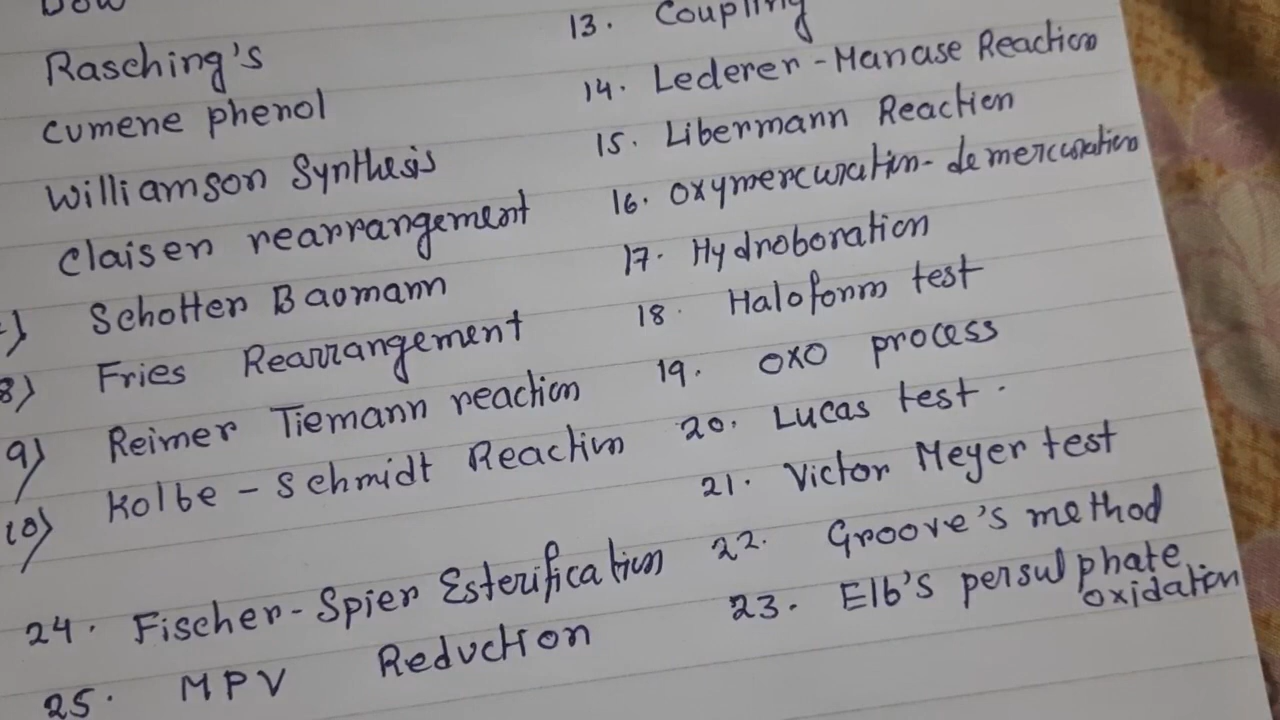 Dow
Rasching's
cumene phenol
Williamson Synthesis
Claisen rearrangement
Schotten Baomann
8) Fries Rearrangement
9) Reimer Tiemann reaction
10) Kolbe - Schmidt Reaction
13. Coupling
14. Lederer - Manase Reaction
15. Libermann Reaction
16. Oxymercuration- demercuration
17. Hydroboration
18. Haloform test
19. OXO process
20. Lucas test.
21. Victor Meyer test
22. Groove's method
23. Elb's persulphate
oxidation
24. Fischer-Spier Esterification
25. MPV Reduction